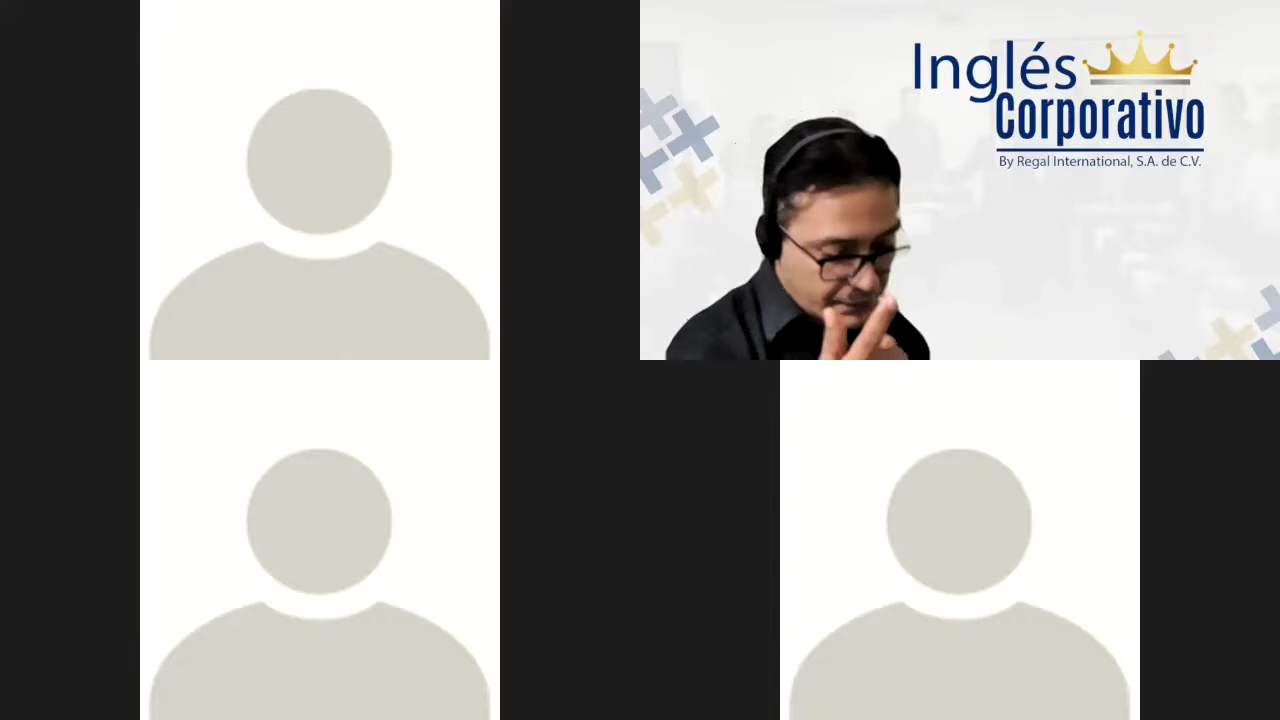 Inglés
Corporativo
By Regal International, S.A. de C.V.